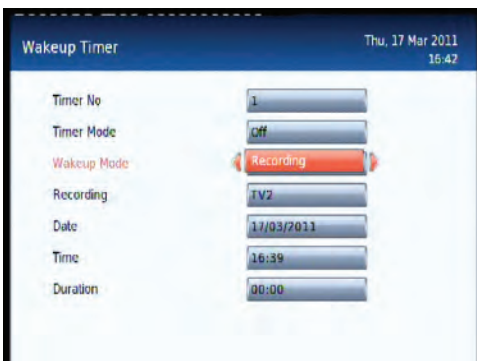 Wakeup Timer
Thu, 17 Mar 2011
16:42
Timer No 1
Timer Mode Off
Wakeup Mode Recording
Recording TV2
Date 17/03/2011
Time 16:39
Duration 00:00